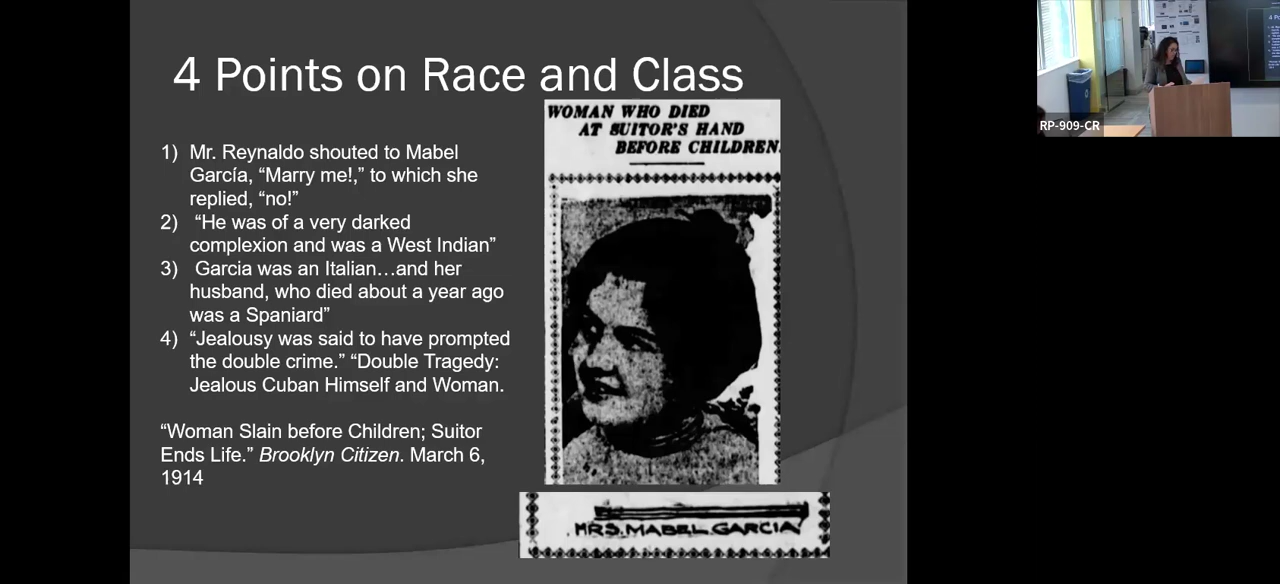 4 Points on Race and Class
1) Mr. Reynaldo shouted to Mabel
García, “Marry me!,” to which she
replied, “no!”
2) “He was of a very darked
complexion and was a West Indian”
3) Garcia was an Italian…and her
husband, who died about a year ago
was a Spaniard”
4) “Jealousy was said to have prompted
the double crime.” “Double Tragedy:
Jealous Cuban Himself and Woman.
“Woman Slain before Children; Suitor
Ends Life.” Brooklyn Citizen. March 6,
1914
WOMAN WHO DIED
AT SUITOR'S HAND
BEFORE CHILDREN
MRS. MABEL GARCIA
RP-909-CR